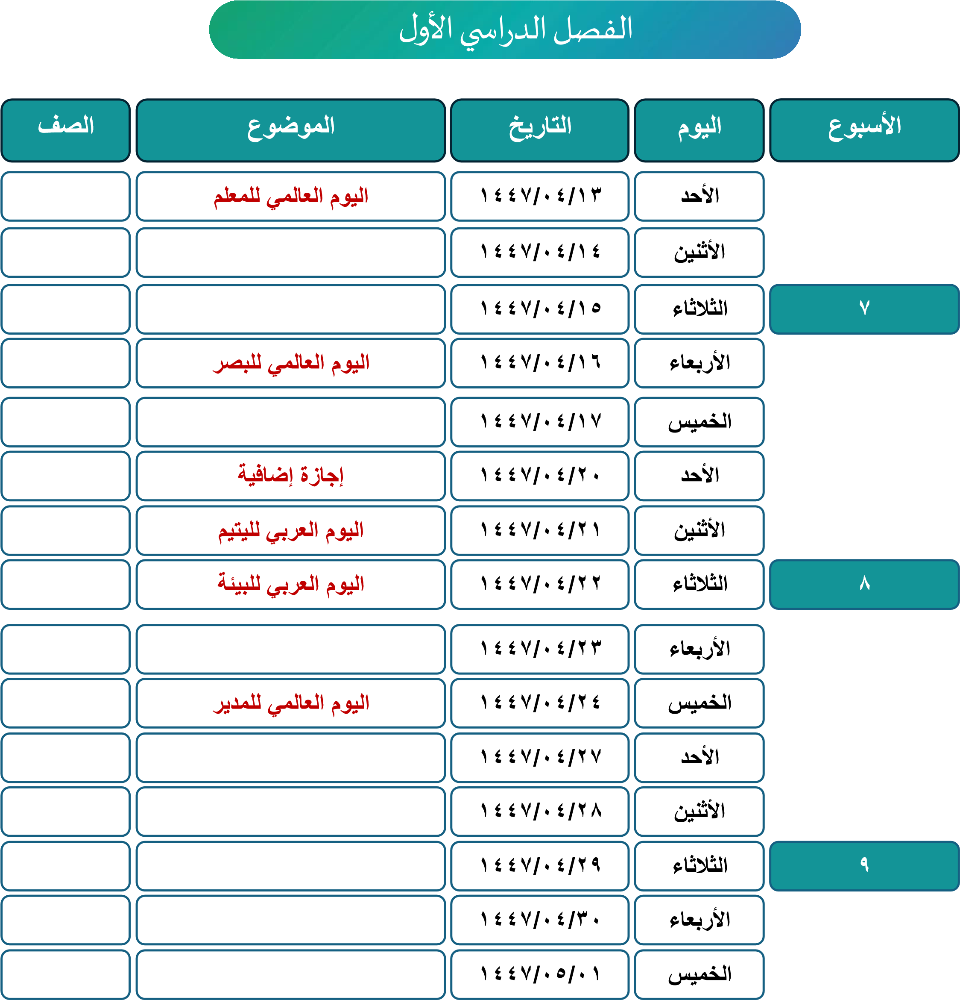 الفصل الدراسي الأول
الأسبوع اليوم التاريخ الموضوع الصف
الأحد ١٤٤٧/٠٤/١٣ اليوم العالمي للمعلم
الأثنين ١٤٤٧/٠٤/١٤
٧ الثلاثاء ١٤٤٧/٠٤/١٥
الأربعاء ١٤٤٧/٠٤/١٦ اليوم العالمي للبصر
الخميس ١٤٤٧/٠٤/١٧
الأحد ١٤٤٧/٠٤/٢٠ إجازة إضافية
الأثنين ١٤٤٧/٠٤/٢١ اليوم العربي لليتيم
٨ الثلاثاء ١٤٤٧/٠٤/٢٢ اليوم العربي للبيئة
الأربعاء ١٤٤٧/٠٤/٢٣
الخميس ١٤٤٧/٠٤/٢٤ اليوم العالمي للمدير
الأحد ١٤٤٧/٠٤/٢٧
الأثنين ١٤٤٧/٠٤/٢٨
٩ الثلاثاء ١٤٤٧/٠٤/٢٩
الأربعاء ١٤٤٧/٠٤/٣٠
الخميس ١٤٤٧/٠٥/٠١